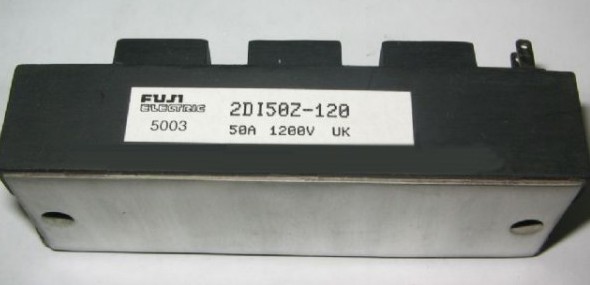 FUJI
ELECTRIC
5003
2DI50Z-120
50A 1200V UK